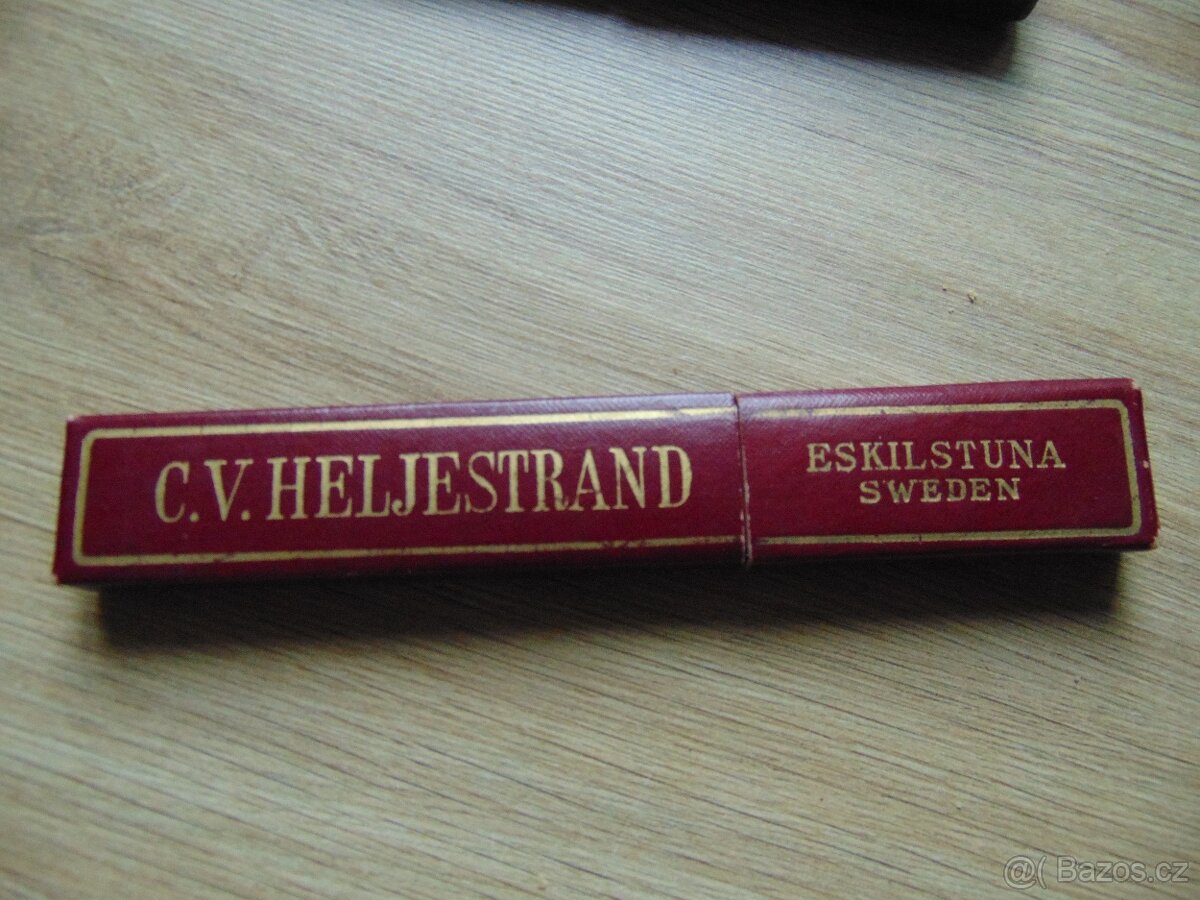 C.V. HELJESTRAND
ESKILSTUNA
SWEDEN
@( Bazos.cz